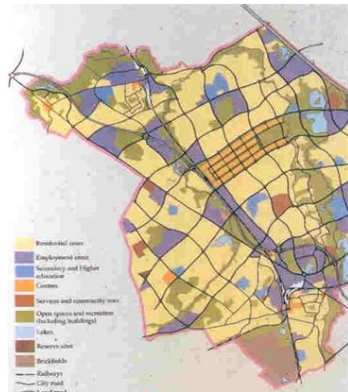 Residential areas
Employment areas
Secondary and Higher
education
Centres
Services and community uses
Open spaces and recreation
(including buildings)
Lakes
Reserve sites
Brickfields
Railways
City road